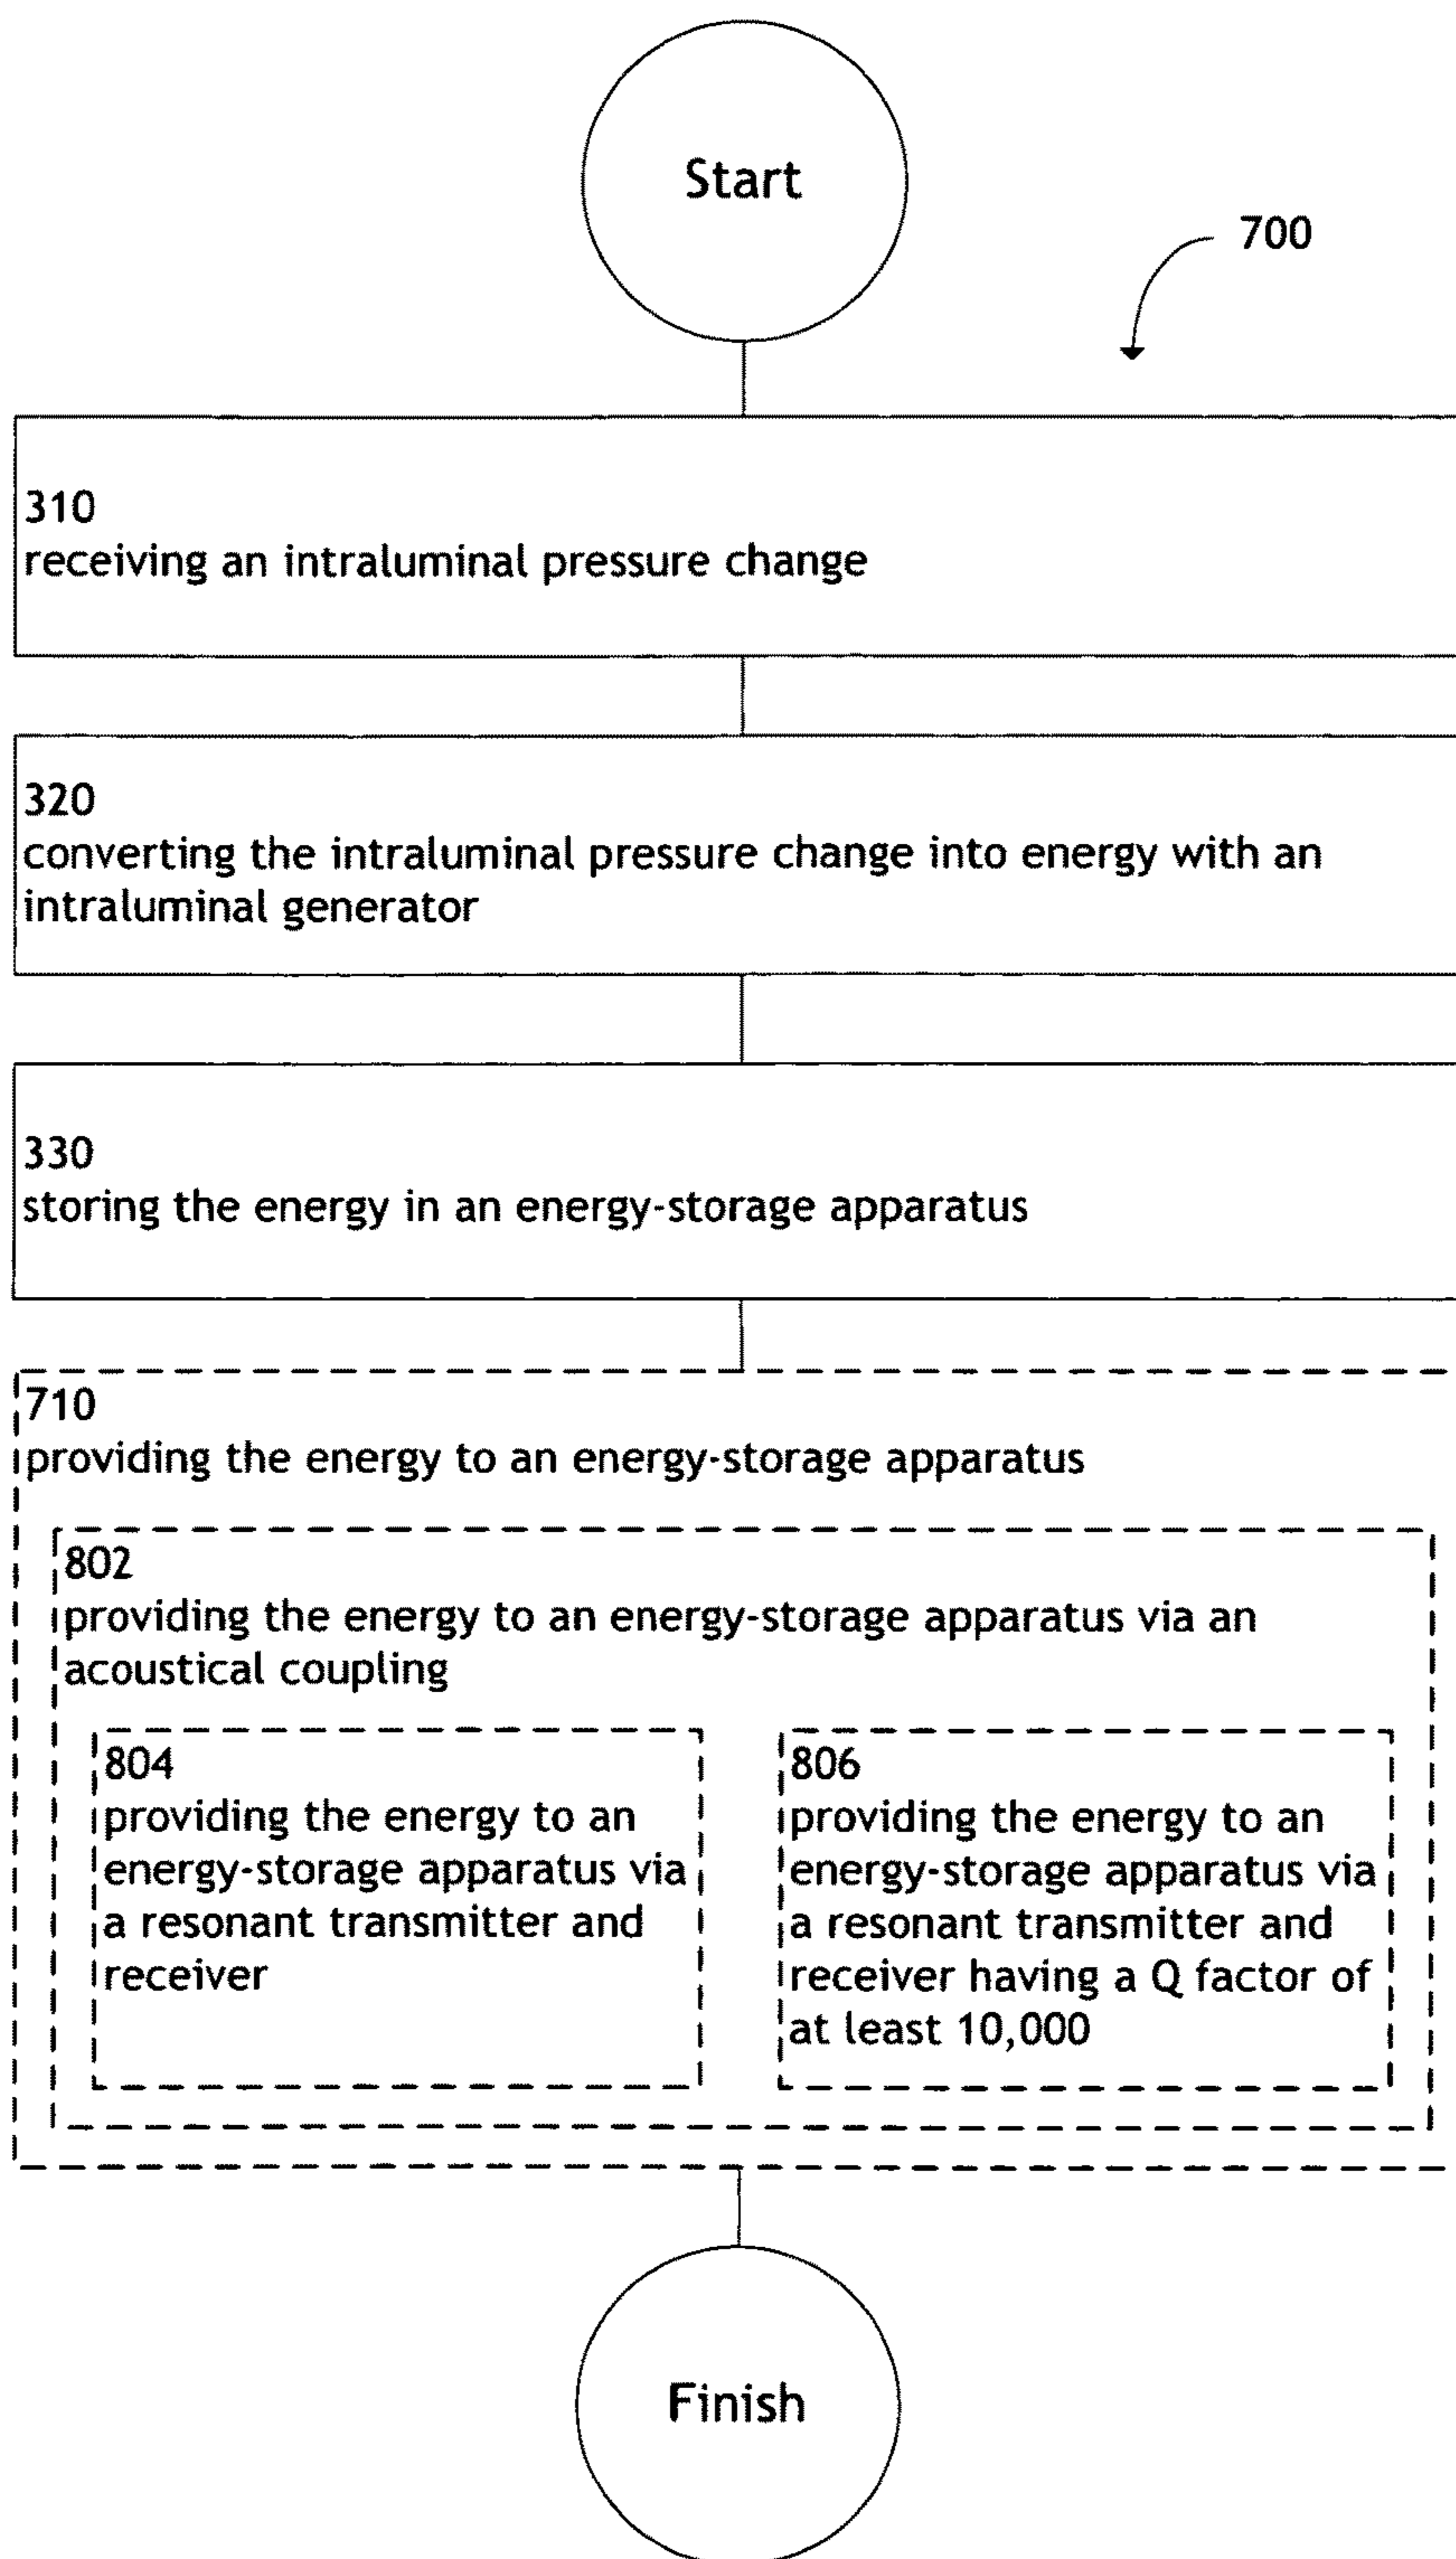 Start
700
310
receiving an intraluminal pressure change
320
converting the intraluminal pressure change into energy with an
intraluminal generator
330
storing the energy in an energy-storage apparatus
710
providing the energy to an energy-storage apparatus
802
providing the energy to an energy-storage apparatus via an
acoustical coupling
804
providing the energy to an
energy-storage apparatus via
a resonant transmitter and
receiver
806
providing the energy to an
energy-storage apparatus via
a resonant transmitter and
receiver having a Q factor of
at least 10,000
Finish